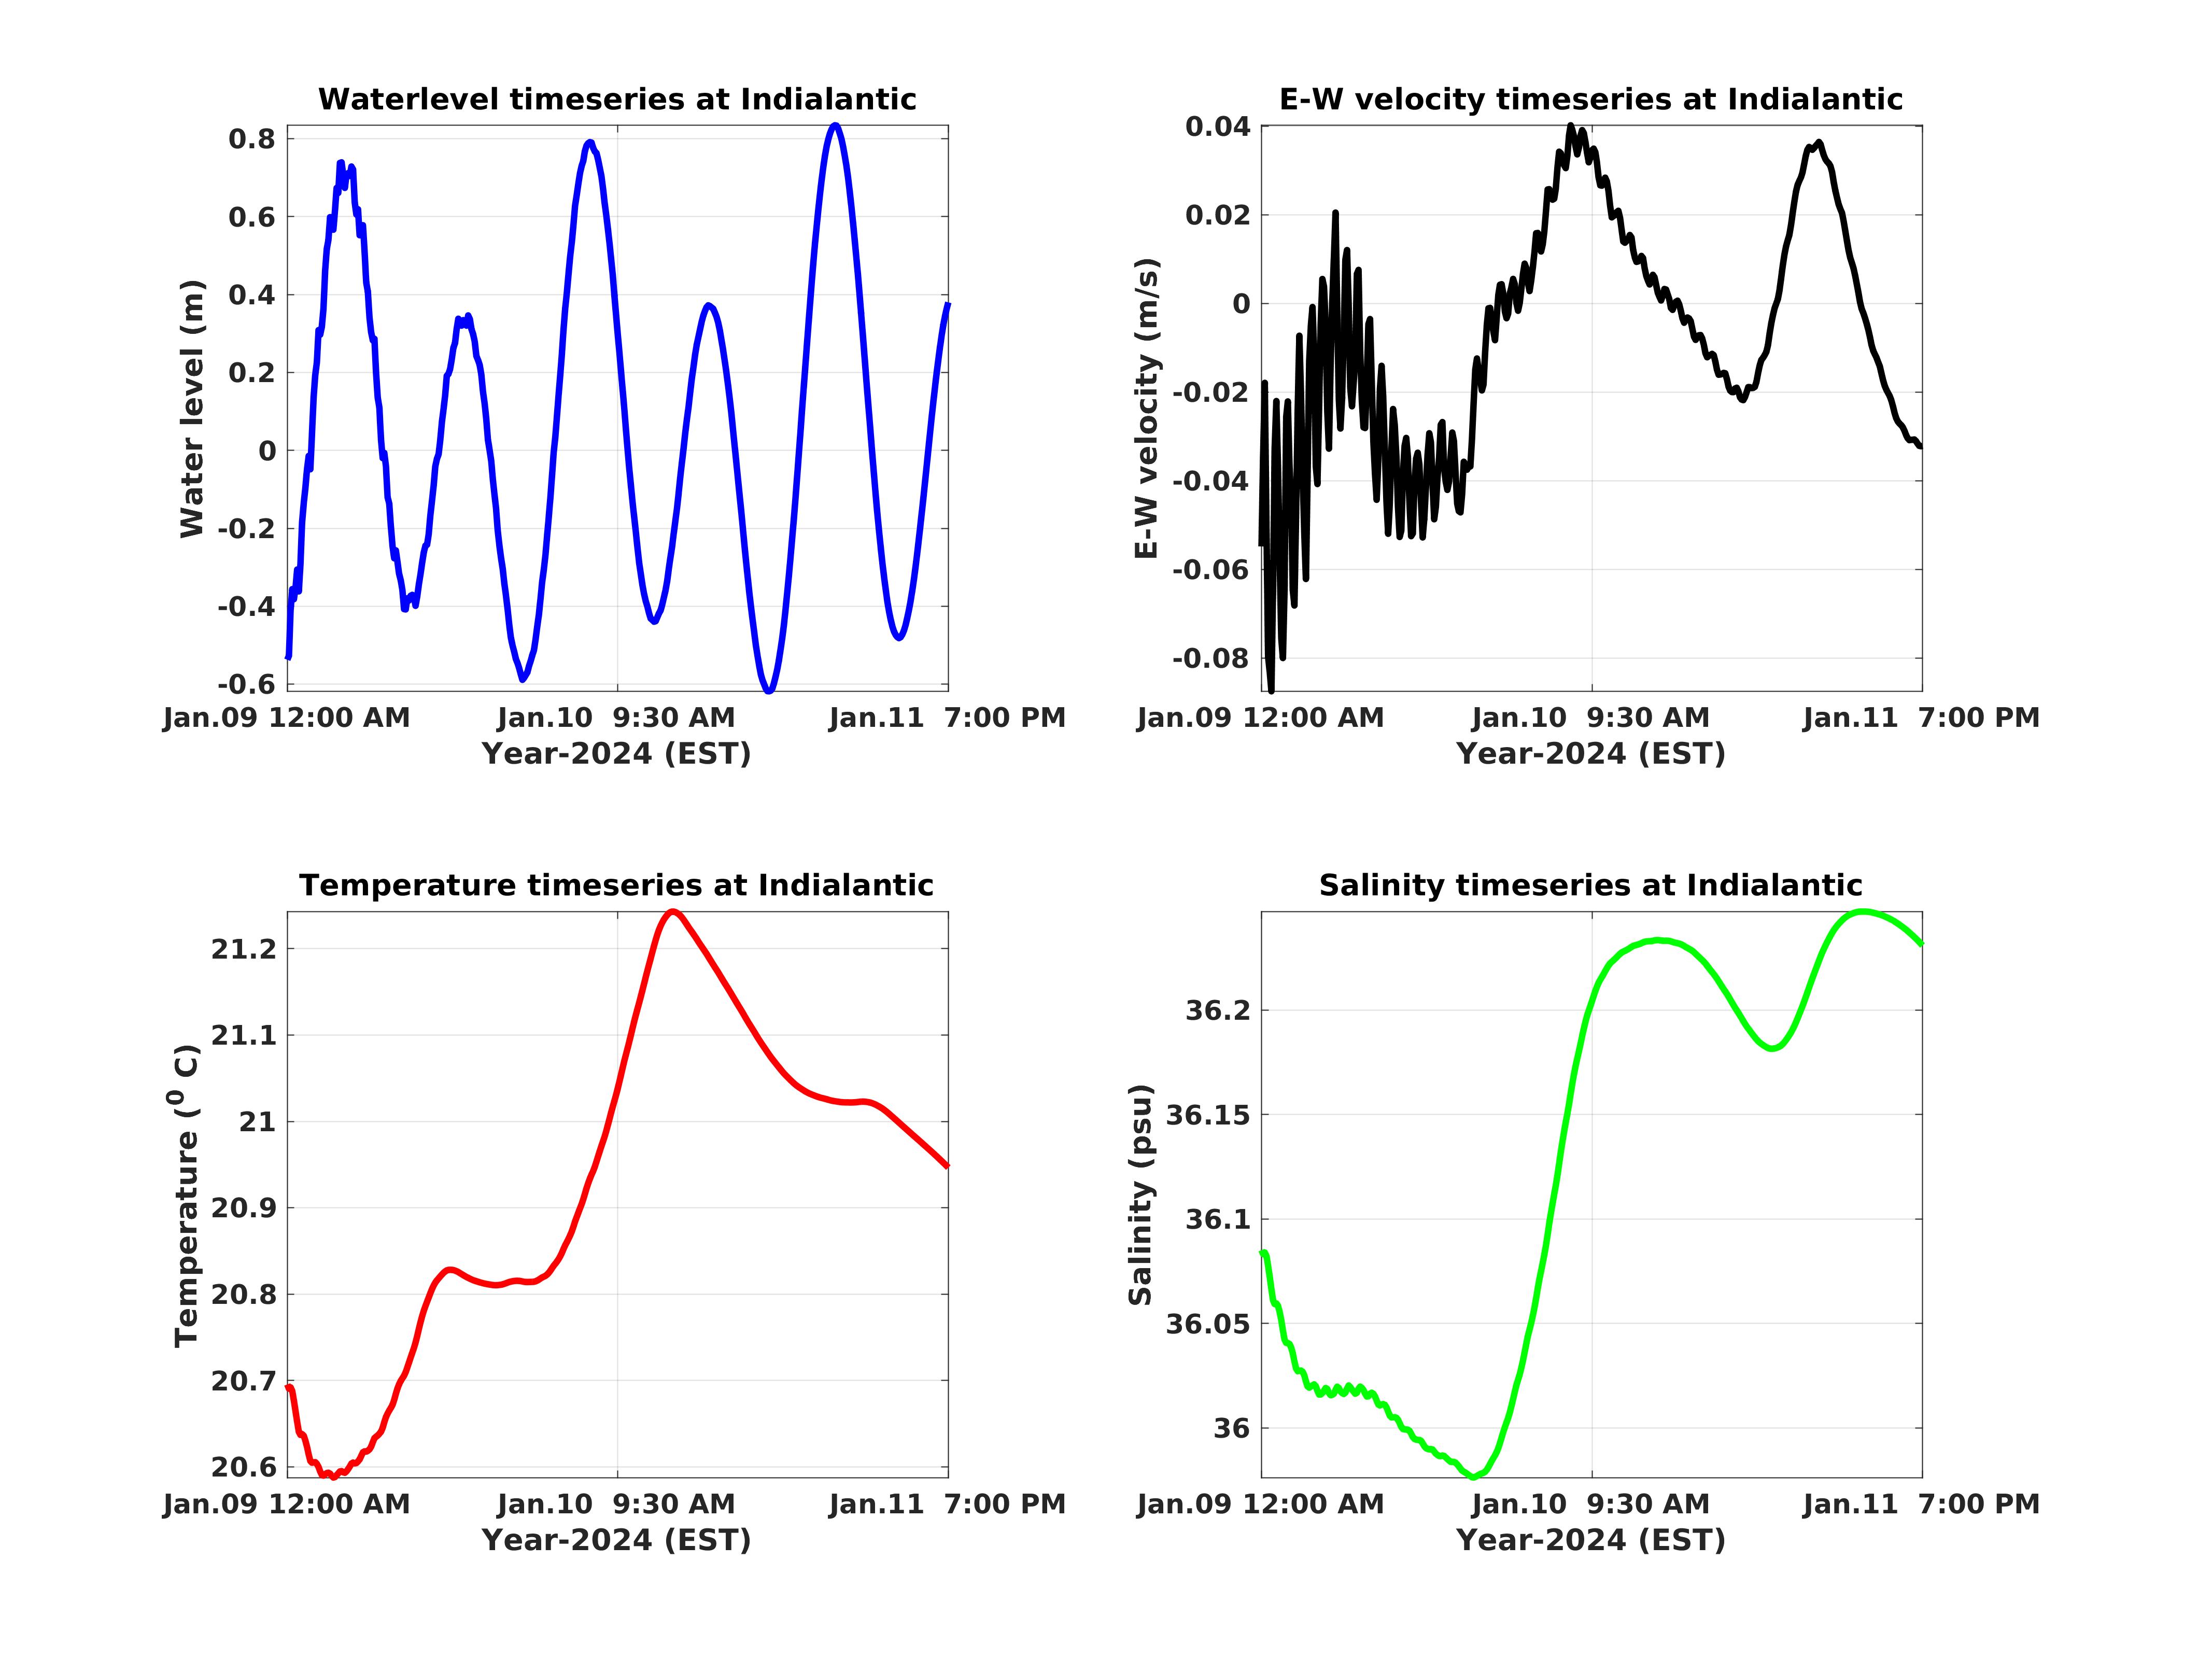 Waterlevel timeseries at Indialantic
0.8
0.6
0.4
0.2
0
-0.2
-0.4
-0.6
Water level (m)
Jan.09 12:00 AM
Jan.10 9:30 AM
Jan.11 7:00 PM
Year-2024 (EST)
E-W velocity timeseries at Indialantic
0.04
0.02
0
-0.02
-0.04
-0.06
-0.08
E-W velocity (m/s)
Jan.09 12:00 AM
Jan.10 9:30 AM
Jan.11 7:00 PM
Year-2024 (EST)
Temperature timeseries at Indialantic
21.2
21.1
21
20.9
20.8
20.7
20.6
Temperature (⁰ C)
Jan.09 12:00 AM
Jan.10 9:30 AM
Jan.11 7:00 PM
Year-2024 (EST)
Salinity timeseries at Indialantic
36.2
36.15
36.1
36.05
36
Salinity (psu)
Jan.09 12:00 AM
Jan.10 9:30 AM
Jan.11 7:00 PM
Year-2024 (EST)